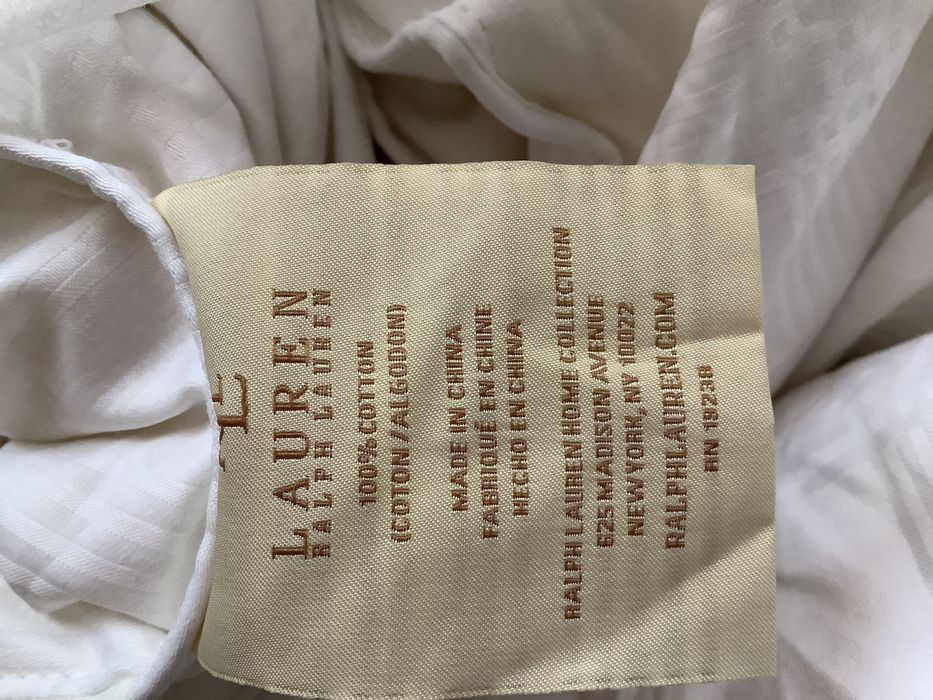 LAUREN
RALPH LAUREN
100% COTTON
(COTON//ALGODON)
MADE IN CHINA
FABRIQUÉ EN CHINE
HECHO EN CHINA
RALPH LAUREN HOME COLLECTION
625 MADISON AVENUE
NEW YORK, NY 10022
RALPHLAUREN.COM
RN 19238